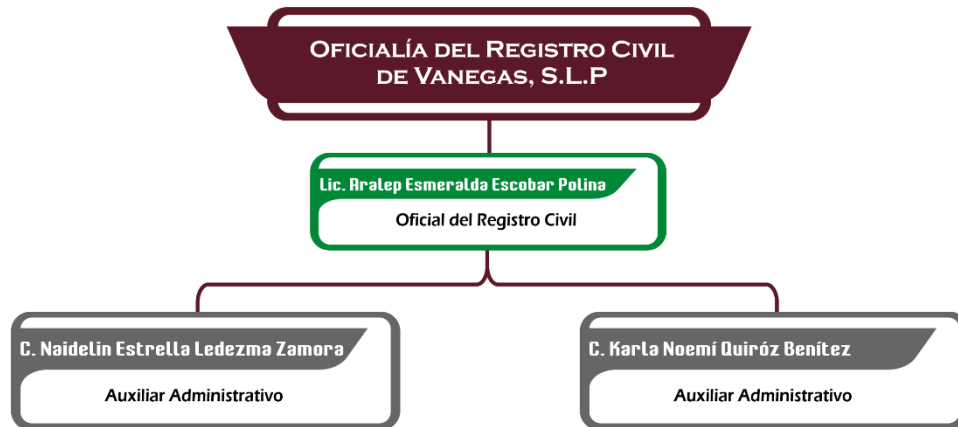 OFICIALÍA DEL REGISTRO CIVIL
DE VANEGAS, S.L.P
Lic. Aralep Esmeralda Escobar Polina
Oficial del Registro Civil
C. Naidelin Estrella Ledezma Zamora
Auxiliar Administrativo
C. Karla Noemí Quiróz Benítez
Auxiliar Administrativo